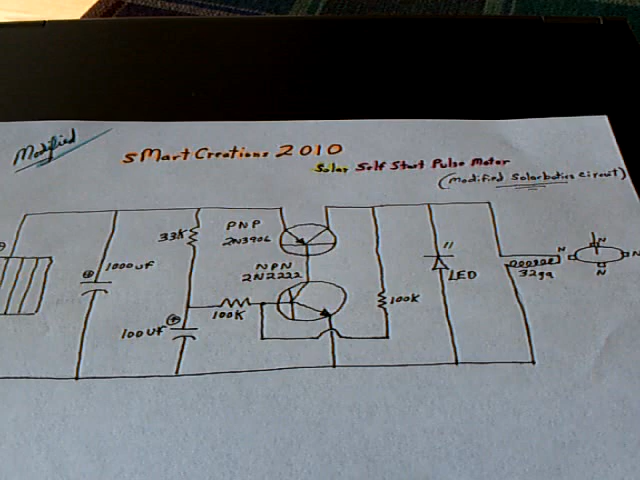 Modified
sMart Creations 2010
Solar Self Start Pulse Motor
(Modified Solarbotics Circuit)
PNP
2N3906
33K
NPN
2N2222
1000uf
100uf
100K
100K
LED
32ga
N
N
N
N